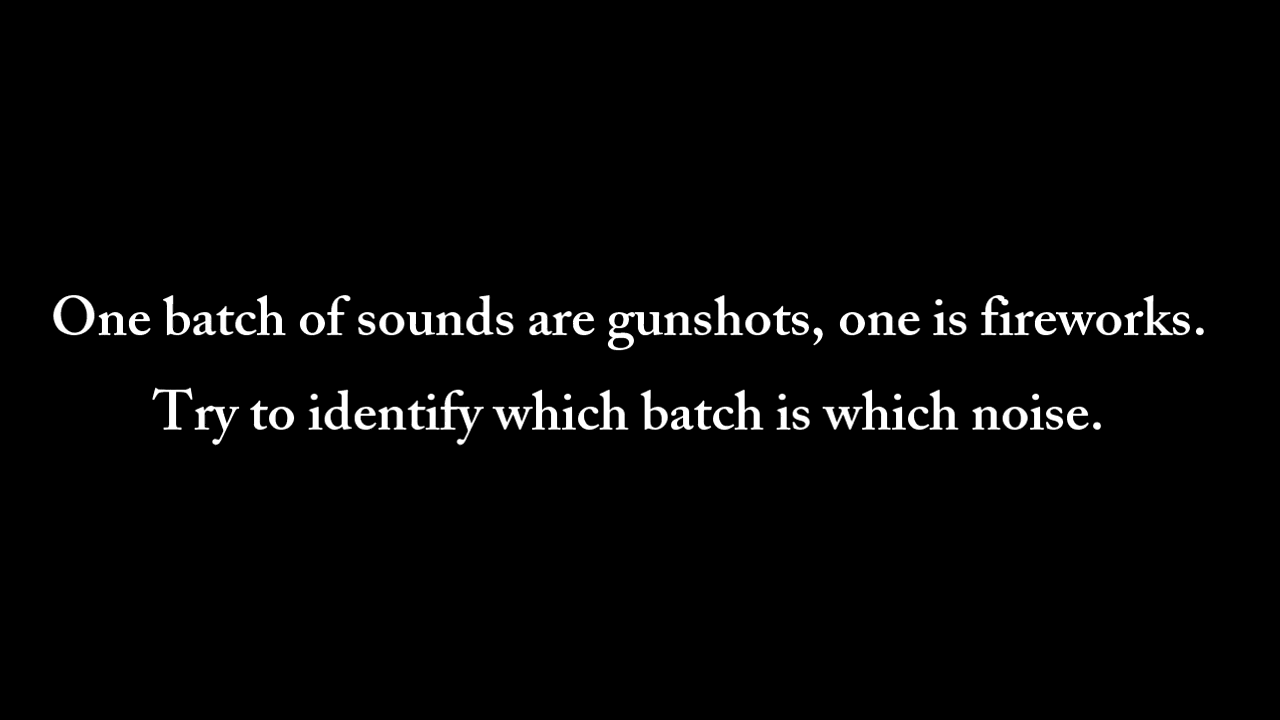 One batch of sounds are gunshots, one is fireworks.
Try to identify which batch is which noise.